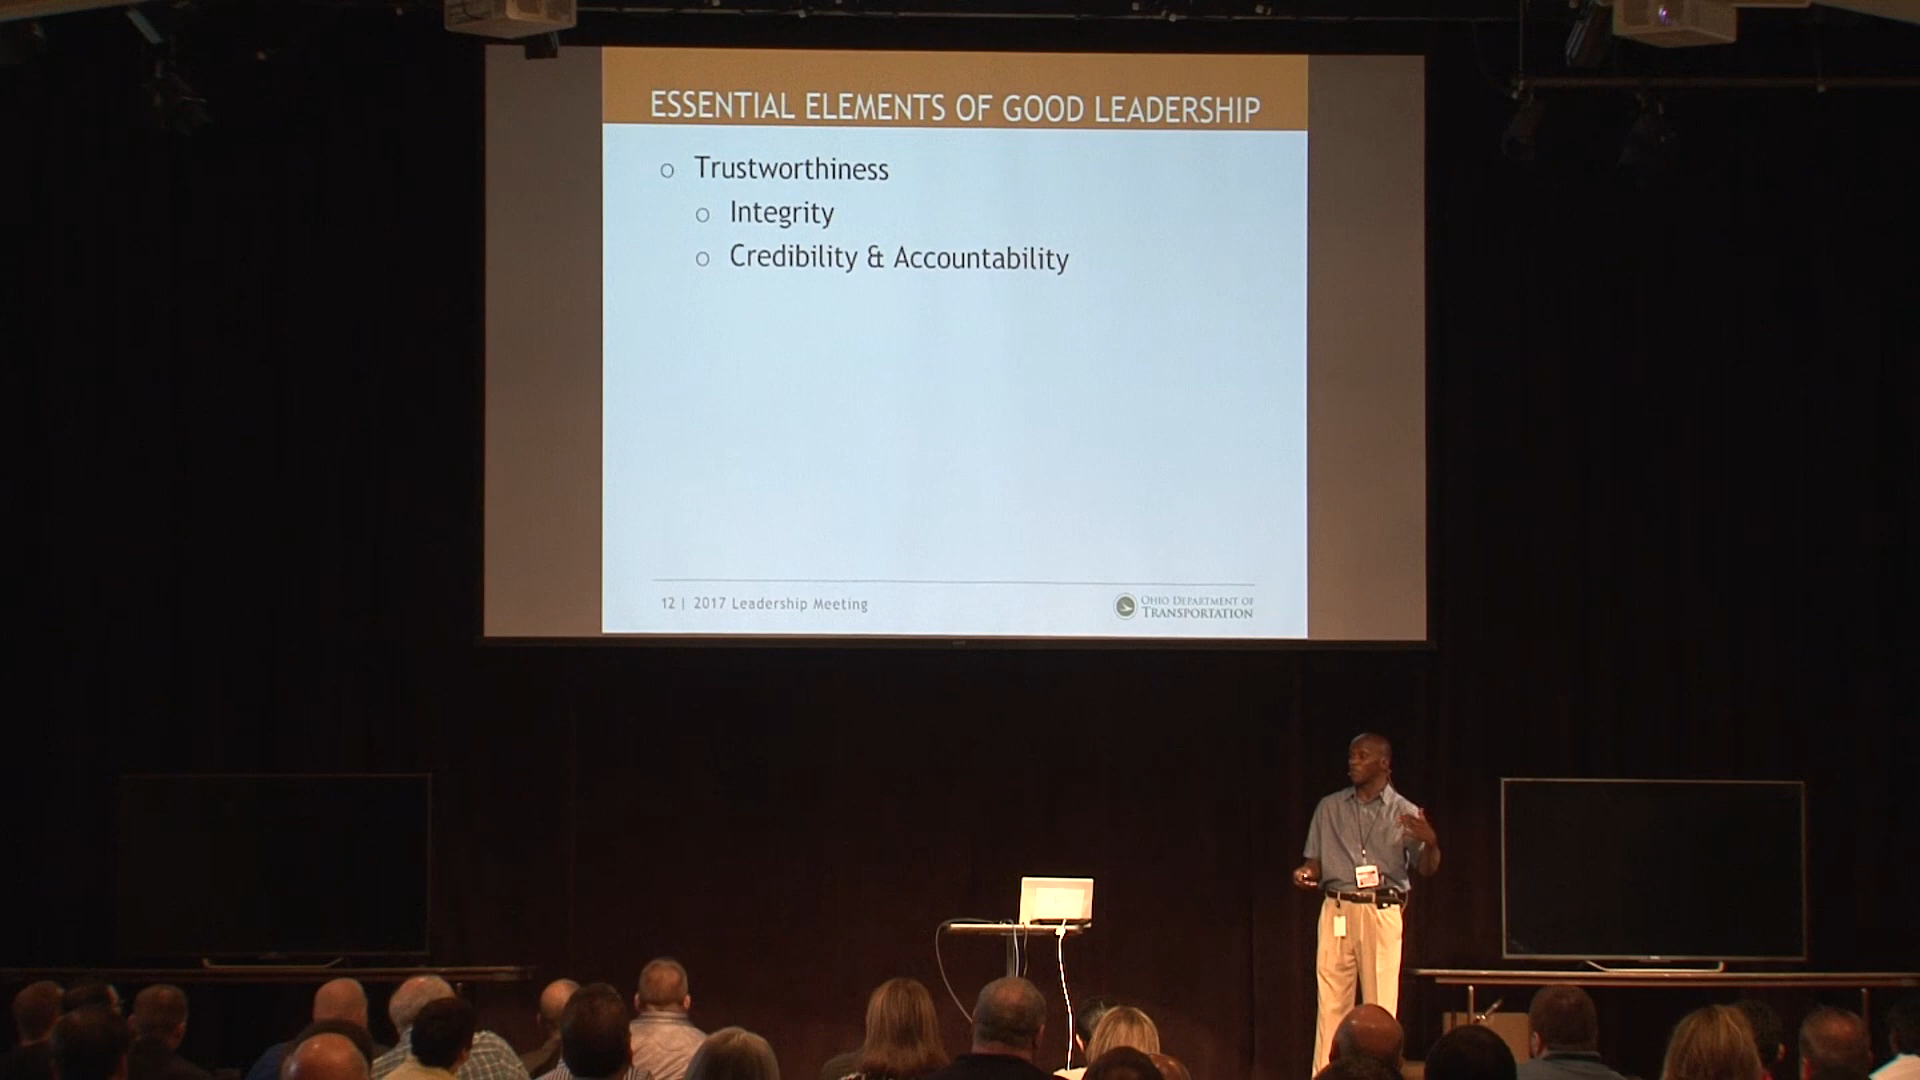 ESSENTIAL ELEMENTS OF GOOD LEADERSHIP
Trustworthiness
Integrity
Credibility & Accountability
12 | 2017 Leadership Meeting
OHIO DEPARTMENT OF
TRANSPORTATION